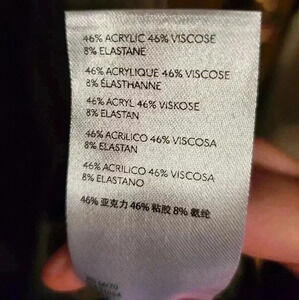 46% ACRYLIC 46% VISCOSE
8% ELASTANE
46% ACRYLIQUE 46% VISCOSE
8% ÉLASTHANNE
46% ACRYL 46% VISKOSE
8% ELASTAN
46% ACRÍLICO 46% VISCOSA
8% ELASTAN
46% ACRILICO 46% VISCOSA
8% ELASTANO
46% 亚克力 46% 粘胶 8% 氨纶